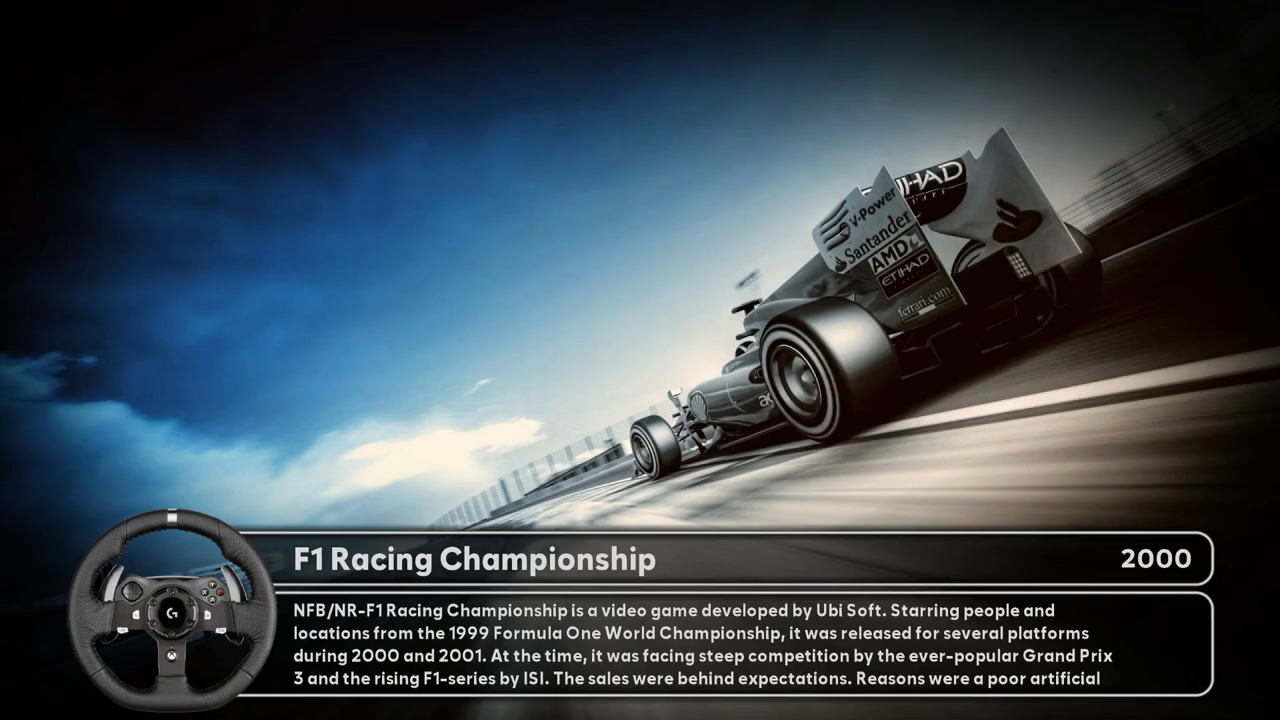 IHAD
V-Power
Santander
AMD
ETIHAD
ferrari.com
F1 Racing Championship
2000
NFB/NR-F1 Racing Championship is a video game developed by Ubi Soft. Starring people and
locations from the 1999 Formula One World Championship, it was released for several platforms
during 2000 and 2001. At the time, it was facing steep competition by the ever-popular Grand Prix
3 and the rising F1-series by ISI. The sales were behind expectations. Reasons were a poor artificial